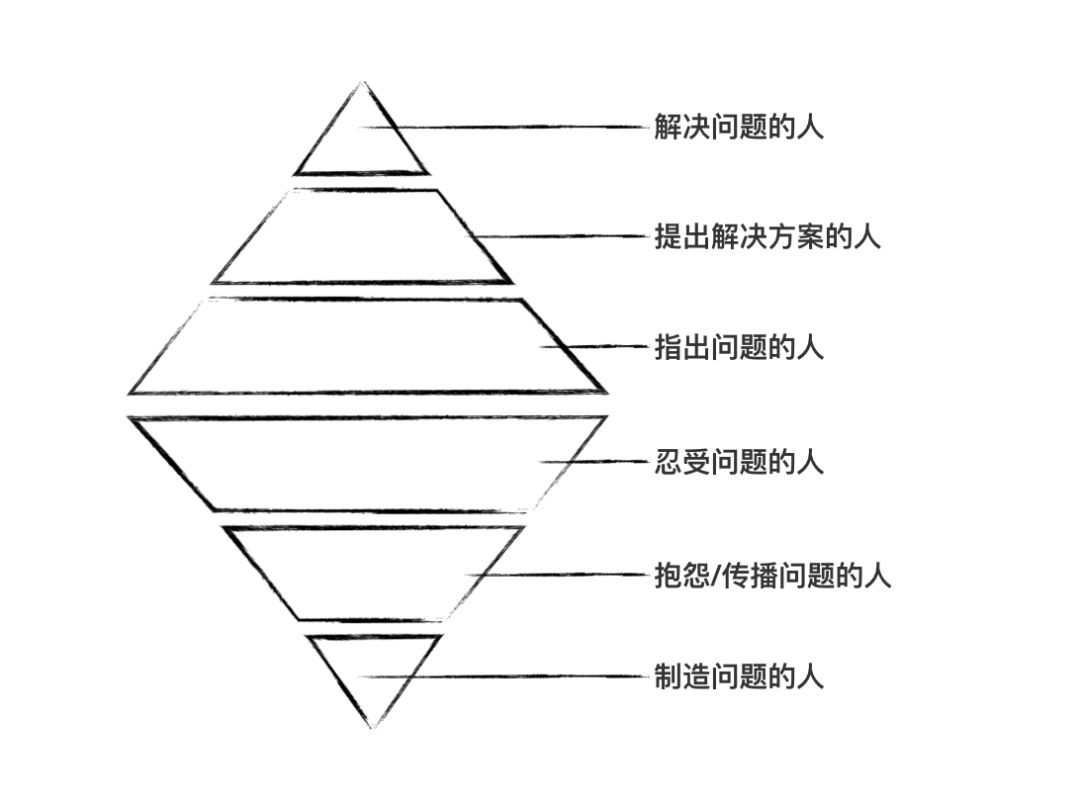 解决问题的人
提出解决方案的人
指出问题的人
忍受问题的人
抱怨/传播问题的人
制造问题的人